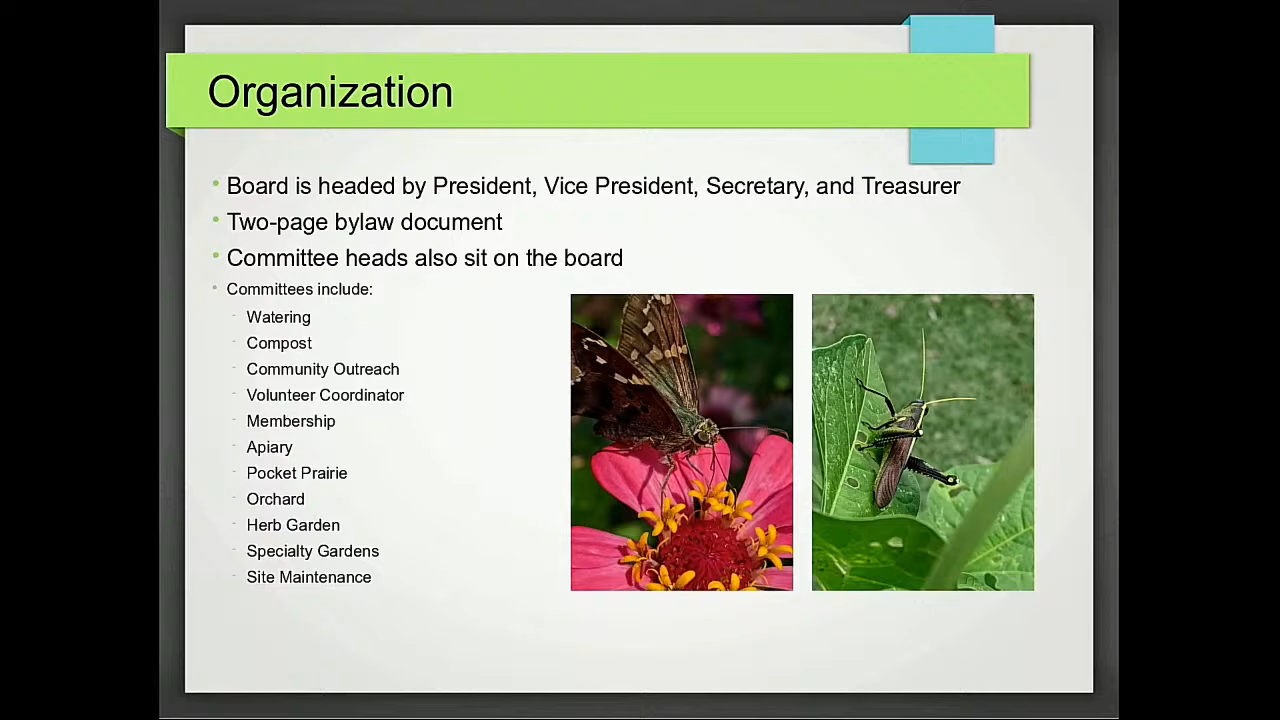 Organization
Board is headed by President, Vice President, Secretary, and Treasurer
Two-page bylaw document
Committee heads also sit on the board
Committees include:
Watering
Compost
Community Outreach
Volunteer Coordinator
Membership
Apiary
Pocket Prairie
Orchard
Herb Garden
Specialty Gardens
Site Maintenance